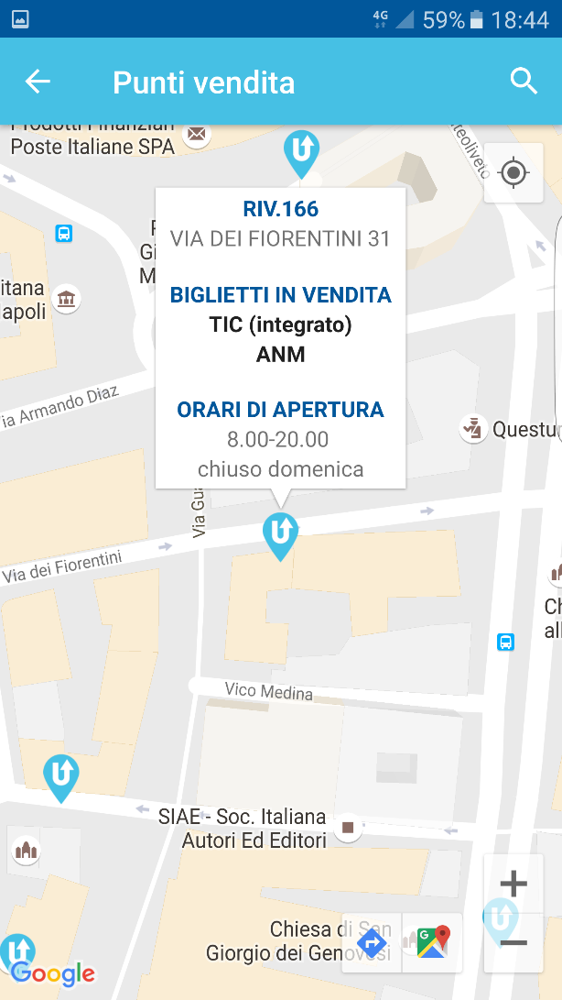 4G 59% 18:44
Punti vendita
Prodotti Finanziari
Poste Italiane SPA
RIV.166
VIA DEI FIORENTINI 31
BIGLIETTI IN VENDITA
TIC (integrato)
ANM
ORARI DI APERTURA
8.00-20.00
chiuso domenica
itana
apoli
ia Armando Diaz
Questu
Via Gua
Via dei Fiorentini
Ch
all
Vico Medina
SIAE - Soc. Italiana
Autori Ed Editori
Chiesa di San
Giorgio dei Genovesi
Google